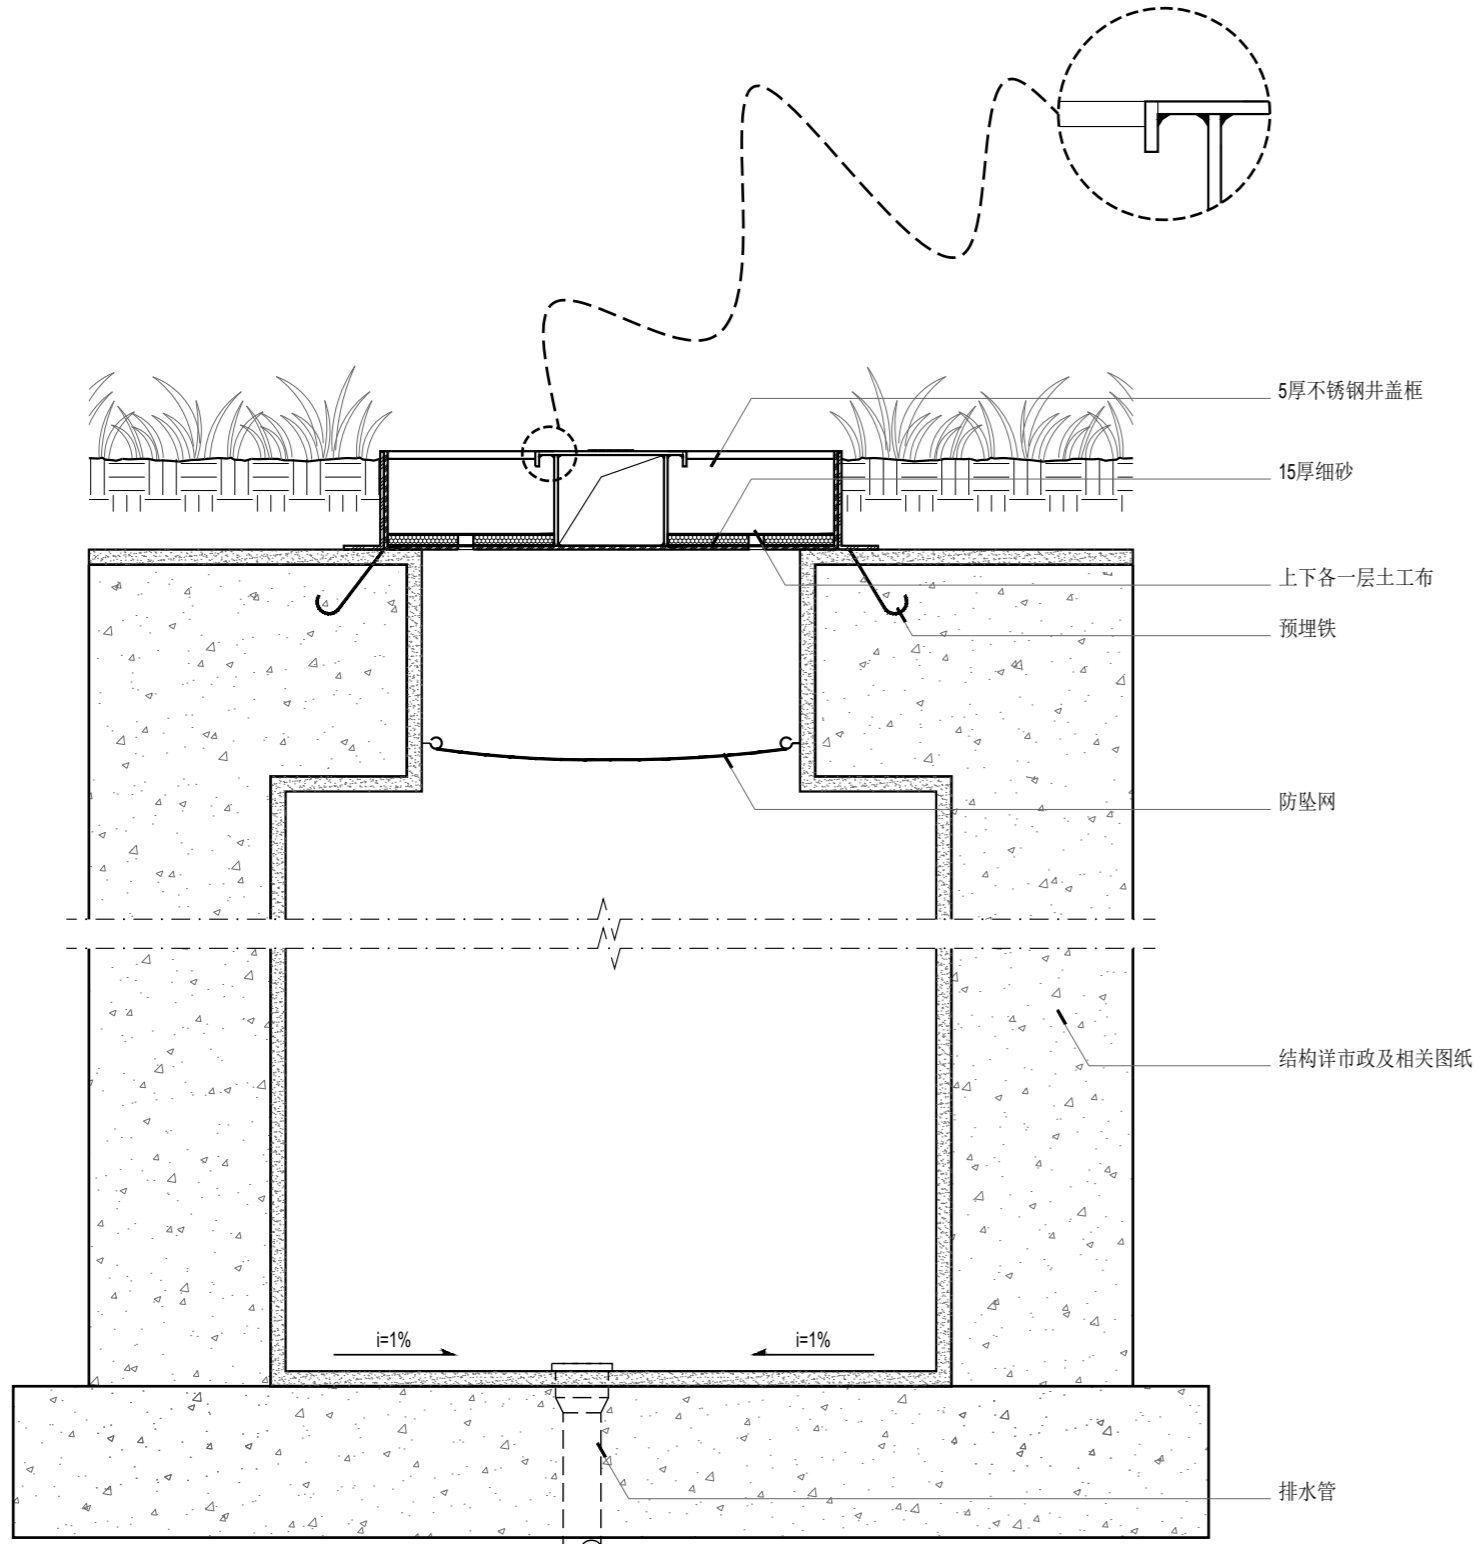 5厚不锈钢井盖框
15厚细砂
上下各一层土工布
预埋铁
防坠网
结构详市政及相关图纸
i=1%
i=1%
排水管